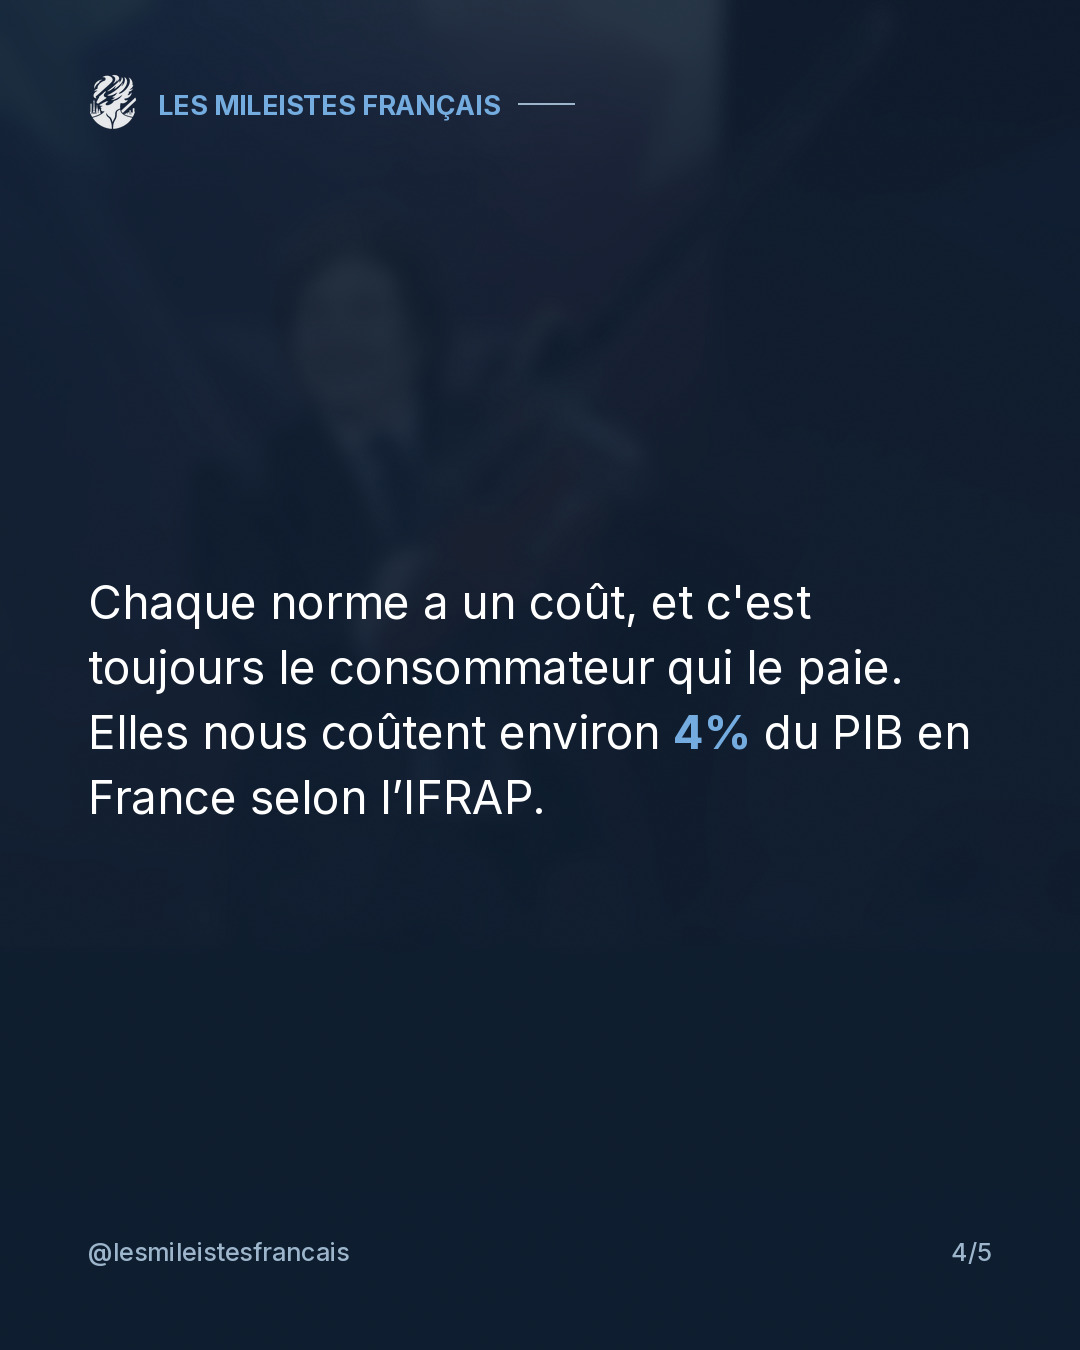 LES MILEISTES FRANÇAIS
Chaque norme a un coût, et c'est
toujours le consommateur qui le paie.
Elles nous coûtent environ 4% du PIB en
France selon l’IFRAP.
@lesmileistesfrancais
4/5